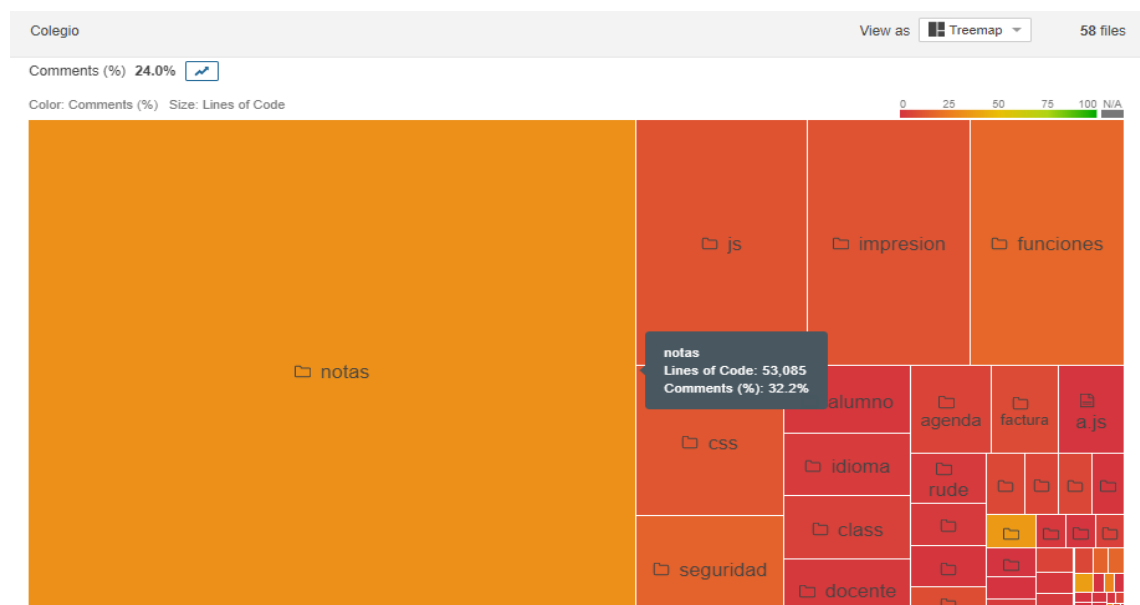 Colegio
View as Treemap 58 files
Comments (%) 24.0%
Color: Comments (%) Size: Lines of Code
0 25 50 75 100 N/A
notas
js
impresion
funciones
notas
Lines of Code: 53,085
Comments (%): 32.2%
css
seguridad
alumno
idioma
class
docente
agenda
factura
a.js
rude